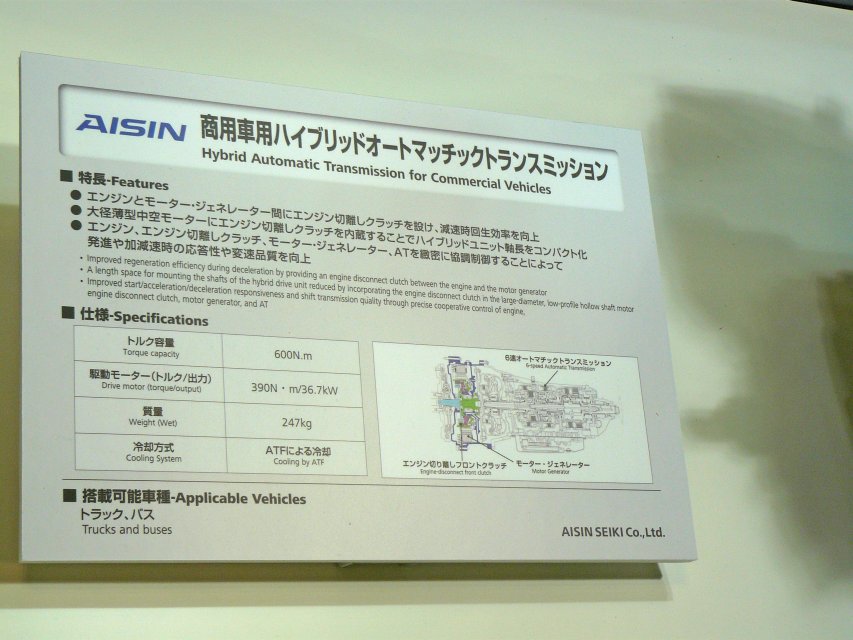 AISIN 商用車用ハイブリッドオートマッチックトランスミッション
Hybrid Automatic Transmission for Commercial Vehicles
■ 特長-Features
● エンジンとモーター・ジェネレーター間にエンジン切離しクラッチを設け、減速時回生効率を向上
● 大径薄型中空モーターにエンジン切離しクラッチを内蔵することでハイブリッドユニット軸長をコンパクト化
● エンジン、エンジン切離しクラッチ、モーター・ジェネレーター、ATを緻密に協調制御することによって
発進や加減速時の応答性や変速品質を向上
・Improved regeneration efficiency during deceleration by providing an engine disconnect clutch between the engine and the motor generator
・A length space for mounting the shafts of the hybrid drive unit reduced by incorporating the engine disconnect clutch in the large-diameter, low-profile hollow shaft motor
・Improved start/acceleration/deceleration responsiveness and shift transmission quality through precise cooperative control of engine,
engine disconnect clutch, motor generator, and AT
■ 仕様-Specifications
トルク容量
Torque capacity
600N.m
駆動モーター(トルク/出力)
Drive motor (torque/output)
390N・m/36.7kW
質量
Weight (Wet)
247kg
冷却方式
Cooling System
ATFによる冷却
Cooling by ATF
6速オートマチックトランスミッション
6-speed Automatic Transmission
エンジン切り離しフロントクラッチ
Engine-disconnect front clutch
モーター・ジェネレーター
Motor Generator
■ 搭載可能車種-Applicable Vehicles
トラック、バス
Trucks and buses
AISIN SEIKI Co.,Ltd.